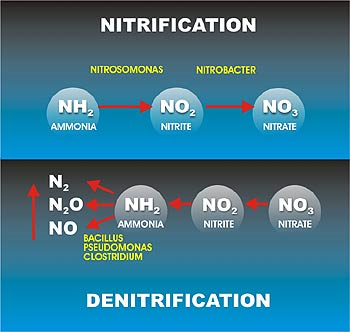 NITRIFICATION
NITROSOMONAS NITROBACTER
NH₂ NO₂ NO₃
AMMONIA NITRITE NITRATE
N₂
N₂O NH₂ NO₂ NO₃
NO AMMONIA NITRITE NITRATE
BACILLUS
PSEUDOMONAS
CLOSTRIDIUM
DENITRIFICATION